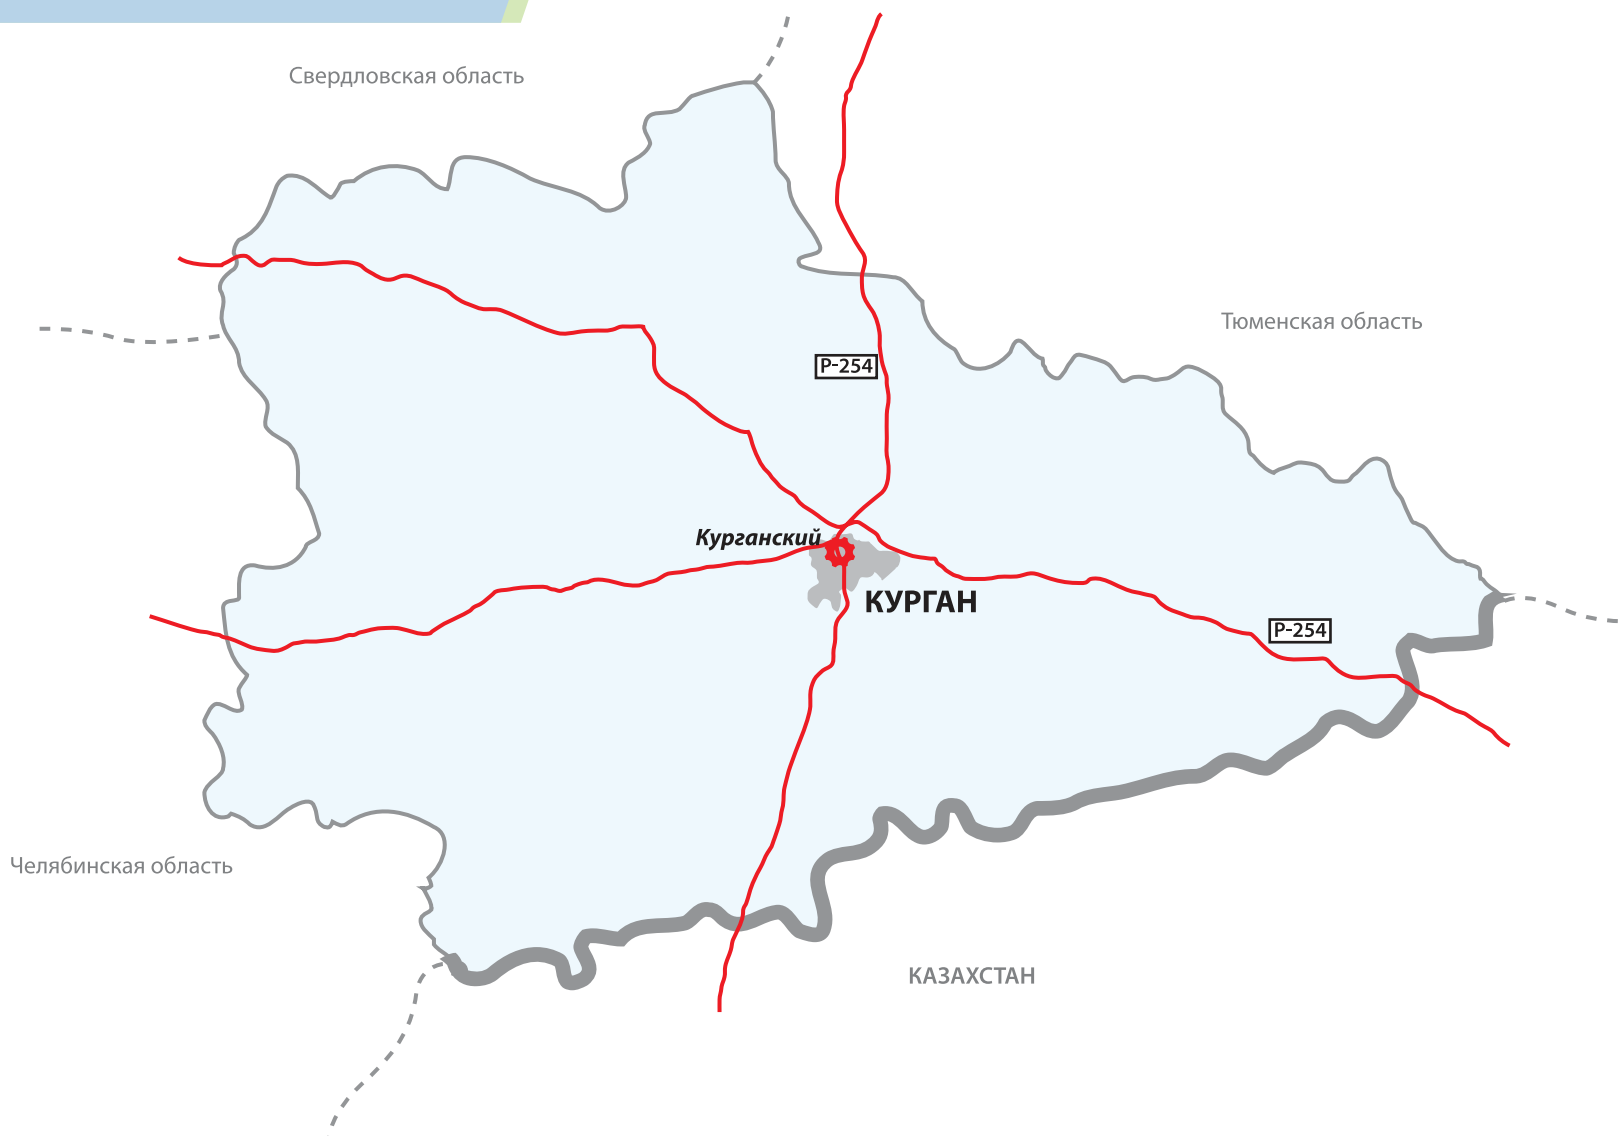 Свердловская область
Тюменская область
Р-254
Курганский
КУРГАН
Р-254
Челябинская область
КАЗАХСТАН